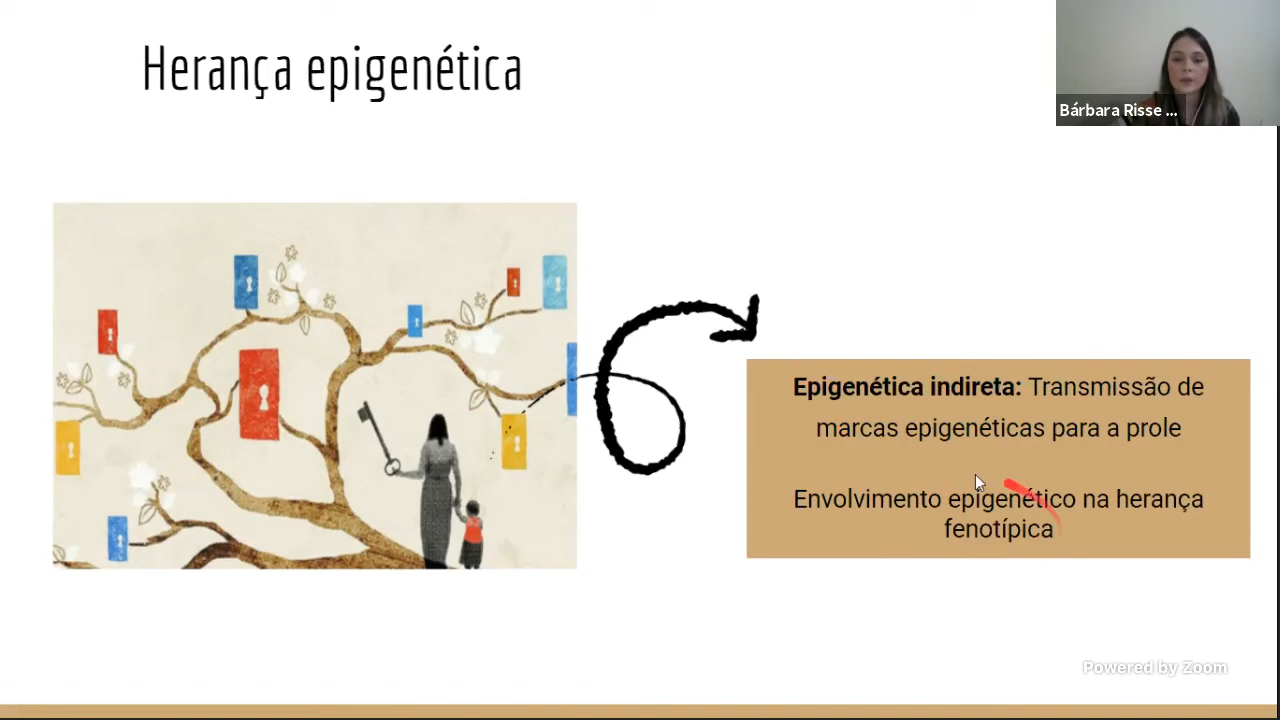 Herança epigenética
Bárbara Risse ...
Epigenética indireta: Transmissão de
marcas epigenéticas para a prole
Envolvimento epigenético na herança
fenotípica
Powered by Zoom